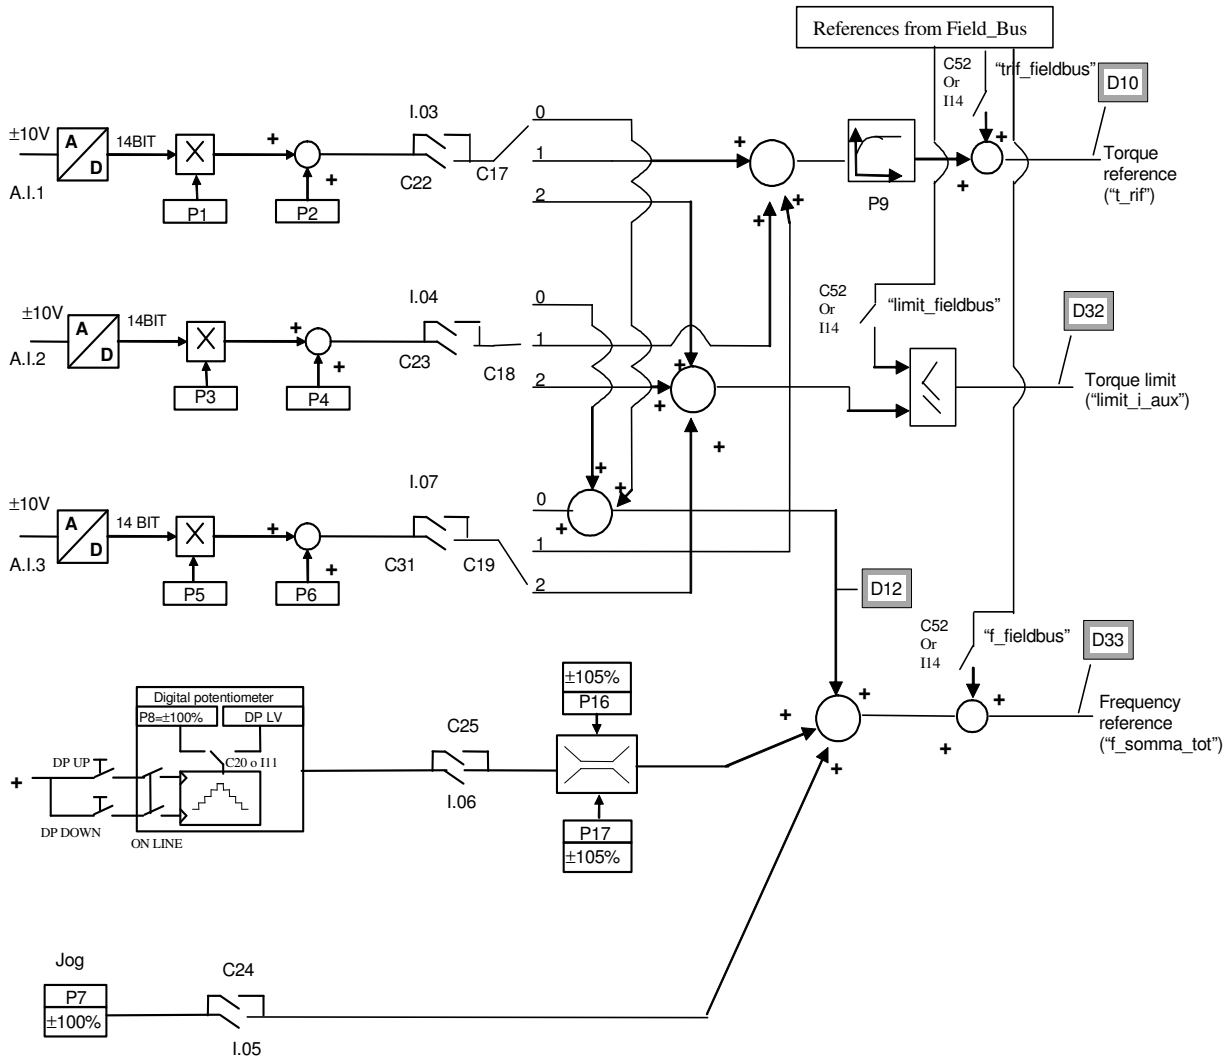 References from Field_Bus
C52
Or
I14
"trif_fieldbus"
D10
±10V
A
D
14BIT
A.I.1
X
P1
+
+
P2
I.03
C22
C17
0
1
2
+
+
+
P9
+
+
Torque
reference
("t_rif")
±10V
A
D
14BIT
A.I.2
X
P3
+
+
P4
I.04
C23
C18
0
1
2
+
+
+
C52
Or
I14
"limit_fieldbus"
D32
Torque limit
("limit_i_aux")
±10V
A
D
14 BIT
A.I.3
X
P5
+
+
P6
I.07
C31
C19
0
1
2
+
+
+
D12
C52
Or
I14
"f_fieldbus"
D33
Digital potentiometer
P8=±100%
DP LV
C20 o I11
DP UP
+
DP DOWN
ON LINE
C25
I.06
±105%
P16
P17
±105%
+
+
+
+
+
Frequency
reference
("f_somma_tot")
Jog
P7
±100%
C24
I.05